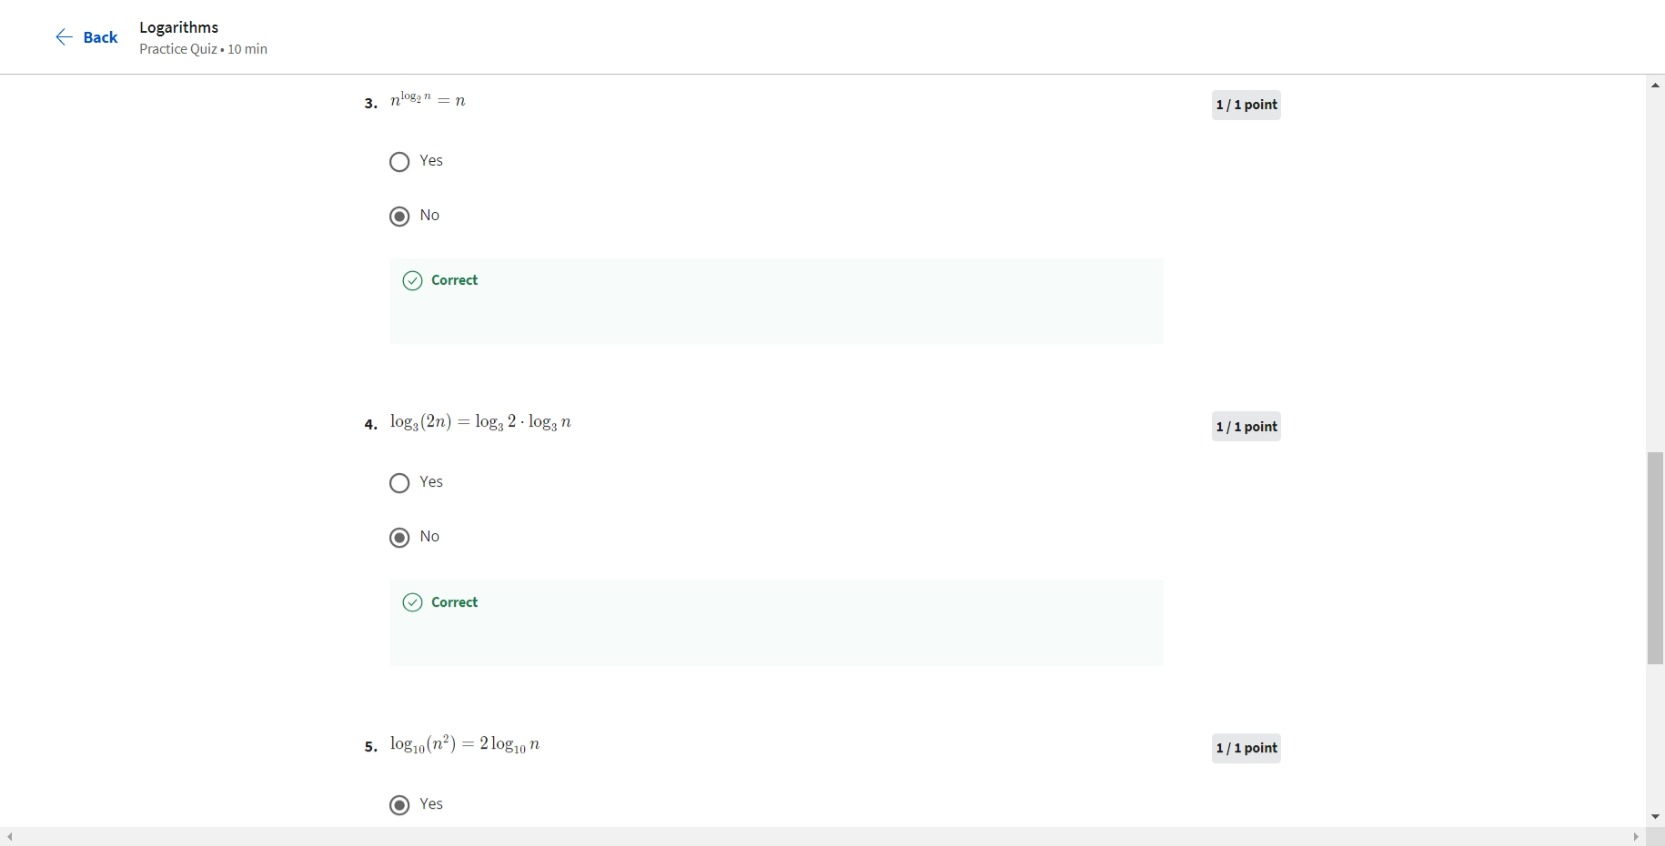 Back
Logarithms
Practice Quiz • 10 min
3. n^{log_2 n} = n
1 / 1 point
Yes
No
Correct
4. log_3(2n) = log_3 2 · log_3 n
1 / 1 point
Yes
No
Correct
5. log_{10}(n^2) = 2 log_{10} n
1 / 1 point
Yes